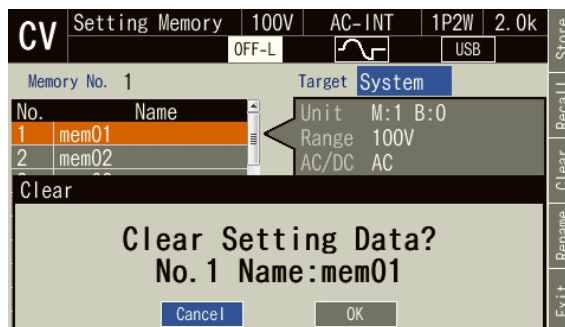 CV Setting Memory 100V AC-INT 1P2W 2.0k
OFF-L USB
Memory No. 1 Target System
No. Name
1 mem01
2 mem02
Unit M:1 B:0
Range 100V
AC/DC AC
Clear
Clear Setting Data?
No.1 Name:mem01
Cancel OK
Store
Recall
Clear
Rename
Exit